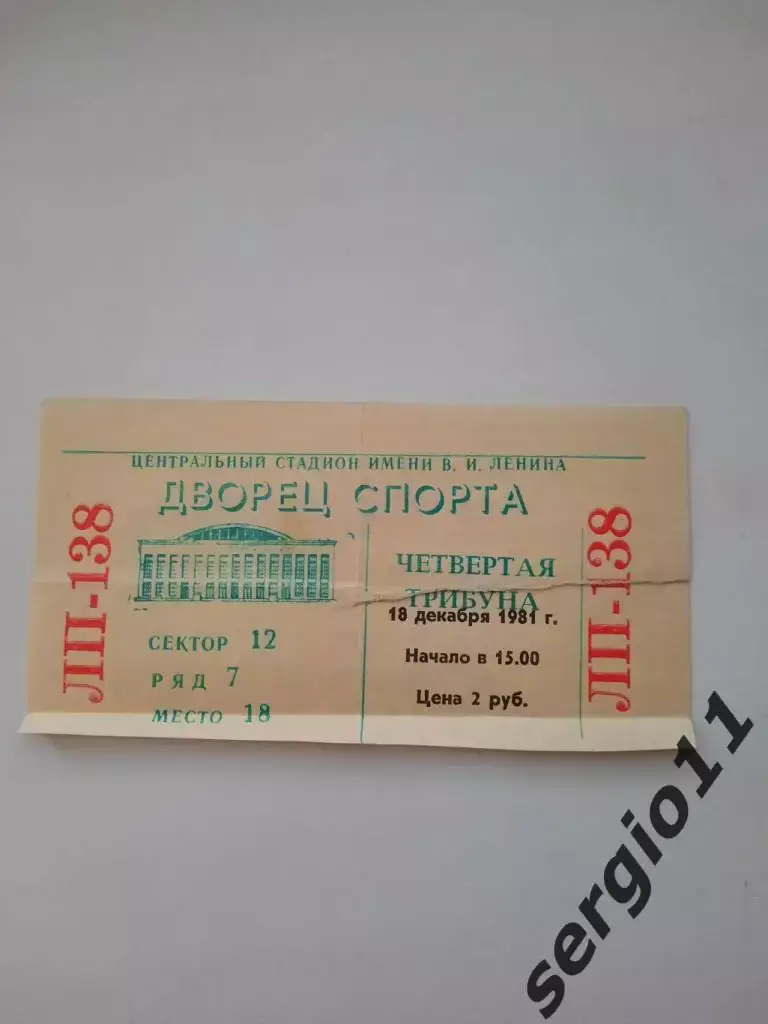 ЦЕНТРАЛЬНЫЙ СТАДИОН ИМЕНИ В. И. ЛЕНИНА
ДВОРЕЦ СПОРТА
ЛП-138
СЕКТОР 12
РЯД 7
МЕСТО 18
ЧЕТВЕРТАЯ
ТРИБУНА
18 декабря 1981 г.
Начало в 15.00
Цена 2 руб.
ЛП-138
sergio11